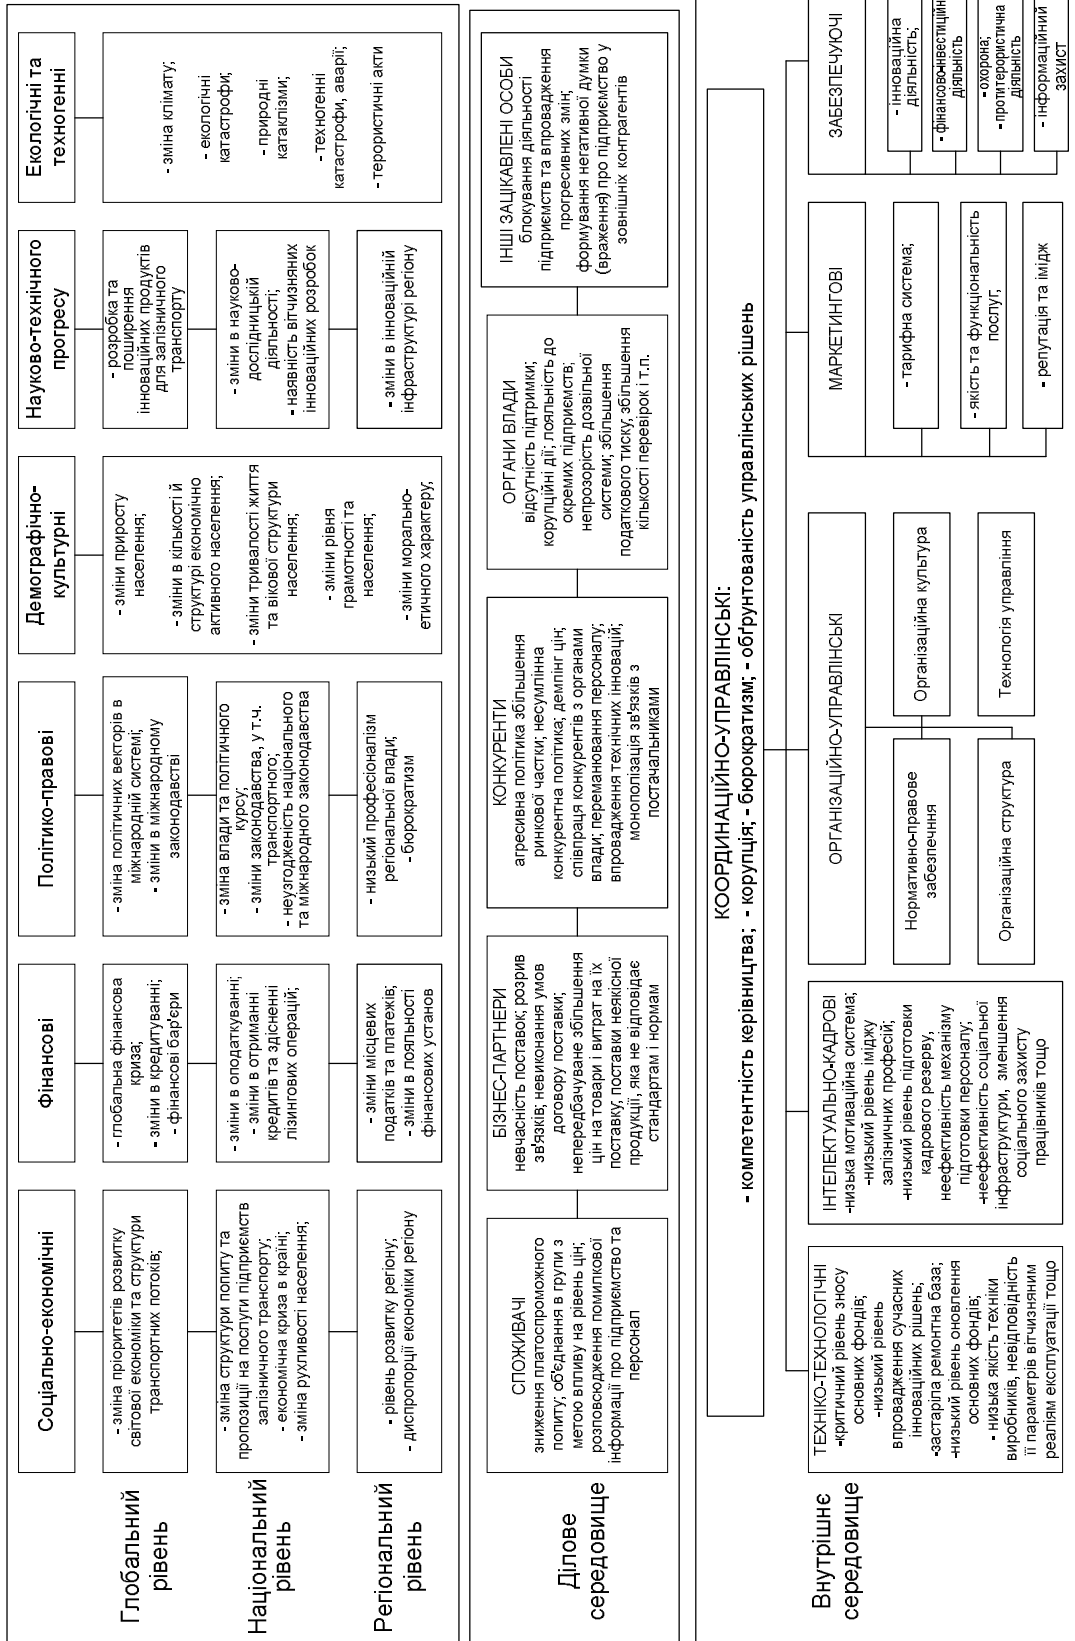 Соціально-економічні
Фінансові
Політико-правові
Демографічно-
культурні
Науково-технічного
прогресу
Екологічні та
техногенні
Глобальний
рівень
- зміна пріоритетів розвитку
світової економіки та структури
транспортних потоків;
- глобальна фінансова
криза;
- зміни в кредитуванні;
- фінансові бар'єри
- зміна політичних векторів в
міжнародній системі;
- зміни в міжнародному
законодавстві
- зміни приросту
населення;
- зміни в кількості й
структурі економічно
активного населення;
- зміни тривалості життя
та вікової структури
населення;
- зміни рівня
грамотності та
населення;
- зміни морально-
етичного характеру;
- розробка та
поширення
інноваційних продуктів
для залізничного
транспорту
- зміна клімату;
- екологічні
катастрофи;
- природні
катаклізми;
- техногенні
катастрофи, аварії;
- терористичні акти
Національний
рівень
- зміна структури попиту та
пропозиції на послуги підприємств
залізничного транспорту;
- економічна криза в країні;
- зміна рухливості населення;
- зміни в оподаткуванні;
- зміни в отриманні
кредитів та здісненні
лізингових операцій;
- зміна влади та політичного
курсу;
- зміни законодавства, у т.ч.
транспортного;
- неузгодженість національного
та міжнародного законодавства
- зміни в науково-
дослідницькій
діяльності;
- наявність вітчизняних
інноваційних розробок
Регіональний
рівень
- рівень розвитку регіону;
- диспропорції економіки регіону
- зміни місцевих
податків та платежів;
- зміни в лояльності
фінансових установ
- низький професіоналізм
регіональної влади;
- бюрократизм
- зміни в інноваційній
інфраструктурі регіону
Ділове
середовище
СПОЖИВАЧІ
зниження платоспроможного
попиту; об'єднання в групи з
метою впливу на рівень цін;
розповсюдження помилкової
інформації про підприємство та
персонал
БІЗНЕС-ПАРТНЕРИ
невчасність поставок; розрив
зв'язків; невиконання умов
договору поставки;
непередбачуване збільшення
цін на товари і витрат на їх
поставку, поставки неякісної
продукції, яка не відповідає
стандартам і нормам
КОНКУРЕНТИ
агресивна політика збільшення
ринкової частки; несумлінна
конкурентна політика; демпінг цін;
співпраця конкурентів з органами
влади; переманювання персоналу;
впровадження технічних інновацій;
монополізація зв'язків з
постачальниками
ОРГАНИ ВЛАДИ
відсутність підтримки;
корупційні дії; лояльність до
окремих підприємств;
непрозорість дозвільної
системи; збільшення
податкового тиску; збільшення
кількості перевірок і т.п.
ІНШІ ЗАЦІКАВЛЕНІ ОСОБИ
блокування діяльності
підприємств та впровадження
прогресивних змін;
формування негативної думки
(враження) про підприємство у
зовнішніх контрагентів
Внутрішнє
середовище
КООРДИНАЦІЙНО-УПРАВЛІНСЬКІ:
- компетентність керівництва; - корупція; - бюрократизм; - обґрунтованість управлінських рішень
ТЕХНІКО-ТЕХНОЛОГІЧНІ
-критичний рівень зносу
основних фондів;
-низький рівень
впровадження сучасних
інноваційних рішень;
-застаріла ремонтна база;
-низький рівень оновлення
основних фондів;
- низька якість техніки
виробників, невідповідність
її параметрів вітчизняним
реаліям експлуатації тощо
ІНТЕЛЕКТУАЛЬНО-КАДРОВІ
-низька мотиваційна система;
-низький рівень іміджу
залізничних професій;
-низький рівень підготовки
кадрового резерву,
неефективність механізму
підготовки персоналу;
-неефективність соціальної
інфраструктури, зменшення
соціального захисту
працівників тощо
ОРГАНІЗАЦІЙНО-УПРАВЛІНСЬКІ
Нормативно-правове
забезпечння
Організаційна культура
Організаційна структура
Технологія управління
МАРКЕТИНГОВІ
- тарифна система;
- якість та функціональність
послуг;
- репутація та імідж
ЗАБЕЗПЕЧУЮЧІ
- інноваційна
діяльність;
- фінансово-інвестиційна
діяльність
- охорона;
- протитерористична
діяльність
- інформаційний
захист